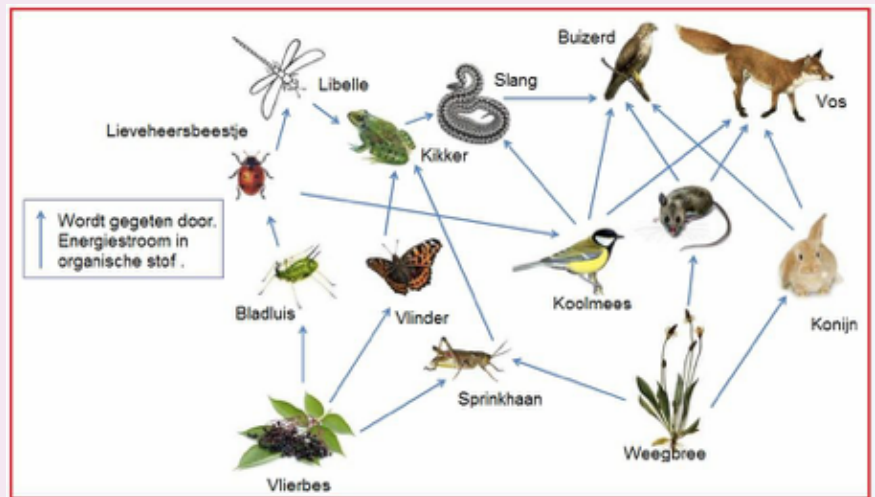 Buizerd
Vos
Slang
Libelle
Lieveheersbeestje
Kikker
Wordt gegeten door.
Energiestroom in
organische stof .
Koolmees
Konijn
Bladluis
Vlinder
Sprinkhaan
Weegbree
Vlierbes